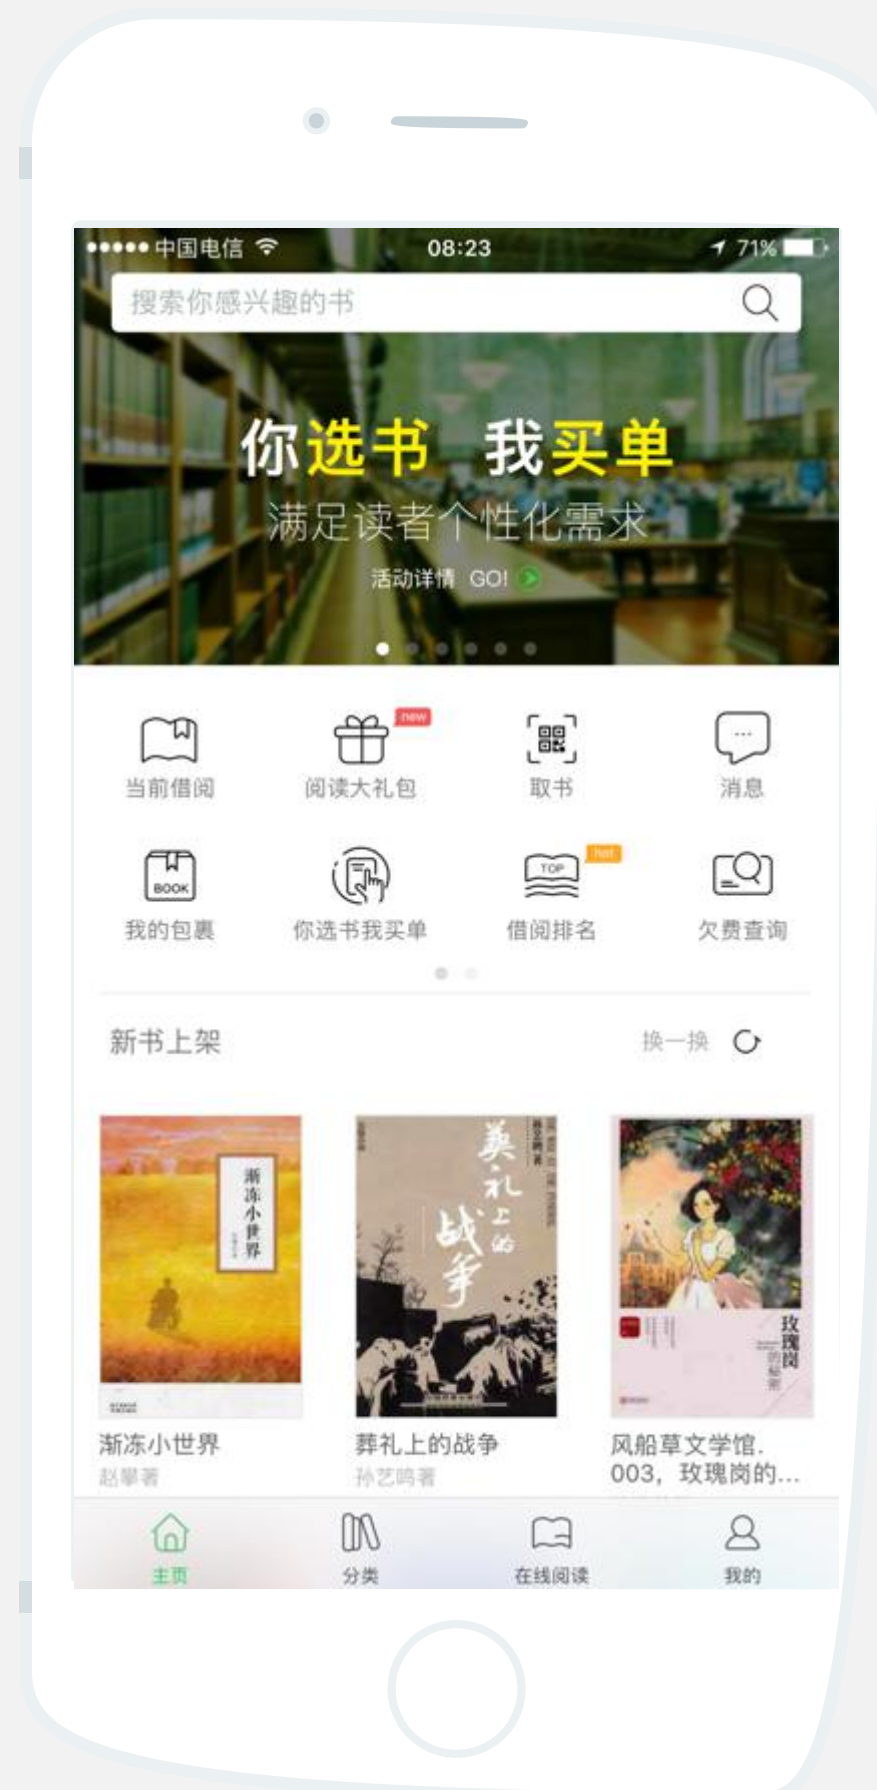 中国电信
08:23
71%
搜索你感兴趣的书
你选书 我买单
满足读者个性化需求
活动详情 GO!
当前借阅
阅读大礼包
new
取书
消息
BOOK
我的包裹
你选书我买单
TOP
hot
借阅排名
欠费查询
新书上架
换一换
渐冻小世界
葬礼上的战争
玫瑰岗的秘密
渐冻小世界
赵攀著
葬礼上的战争
孙艺鸣著
风船草文学馆.
003，玫瑰岗的...
主页
分类
在线阅读
我的